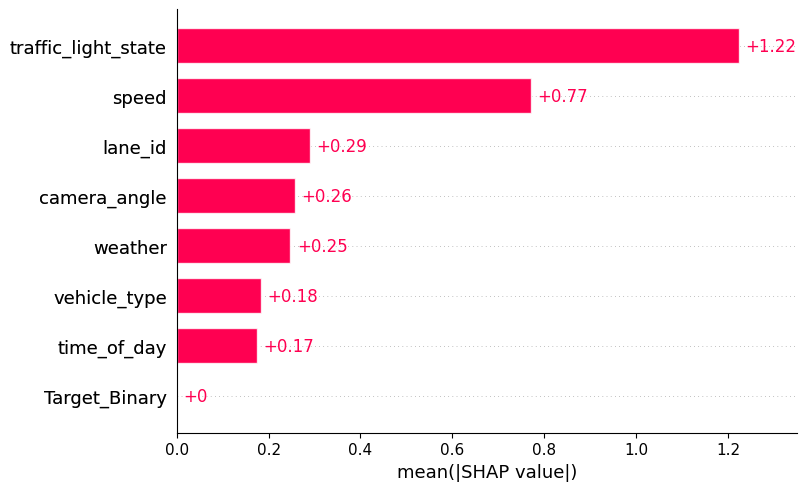 traffic_light_state +1.22
speed +0.77
lane_id +0.29
camera_angle +0.26
weather +0.25
vehicle_type +0.18
time_of_day +0.17
Target_Binary +0
0.0 0.2 0.4 0.6 0.8 1.0 1.2
mean(|SHAP value|)